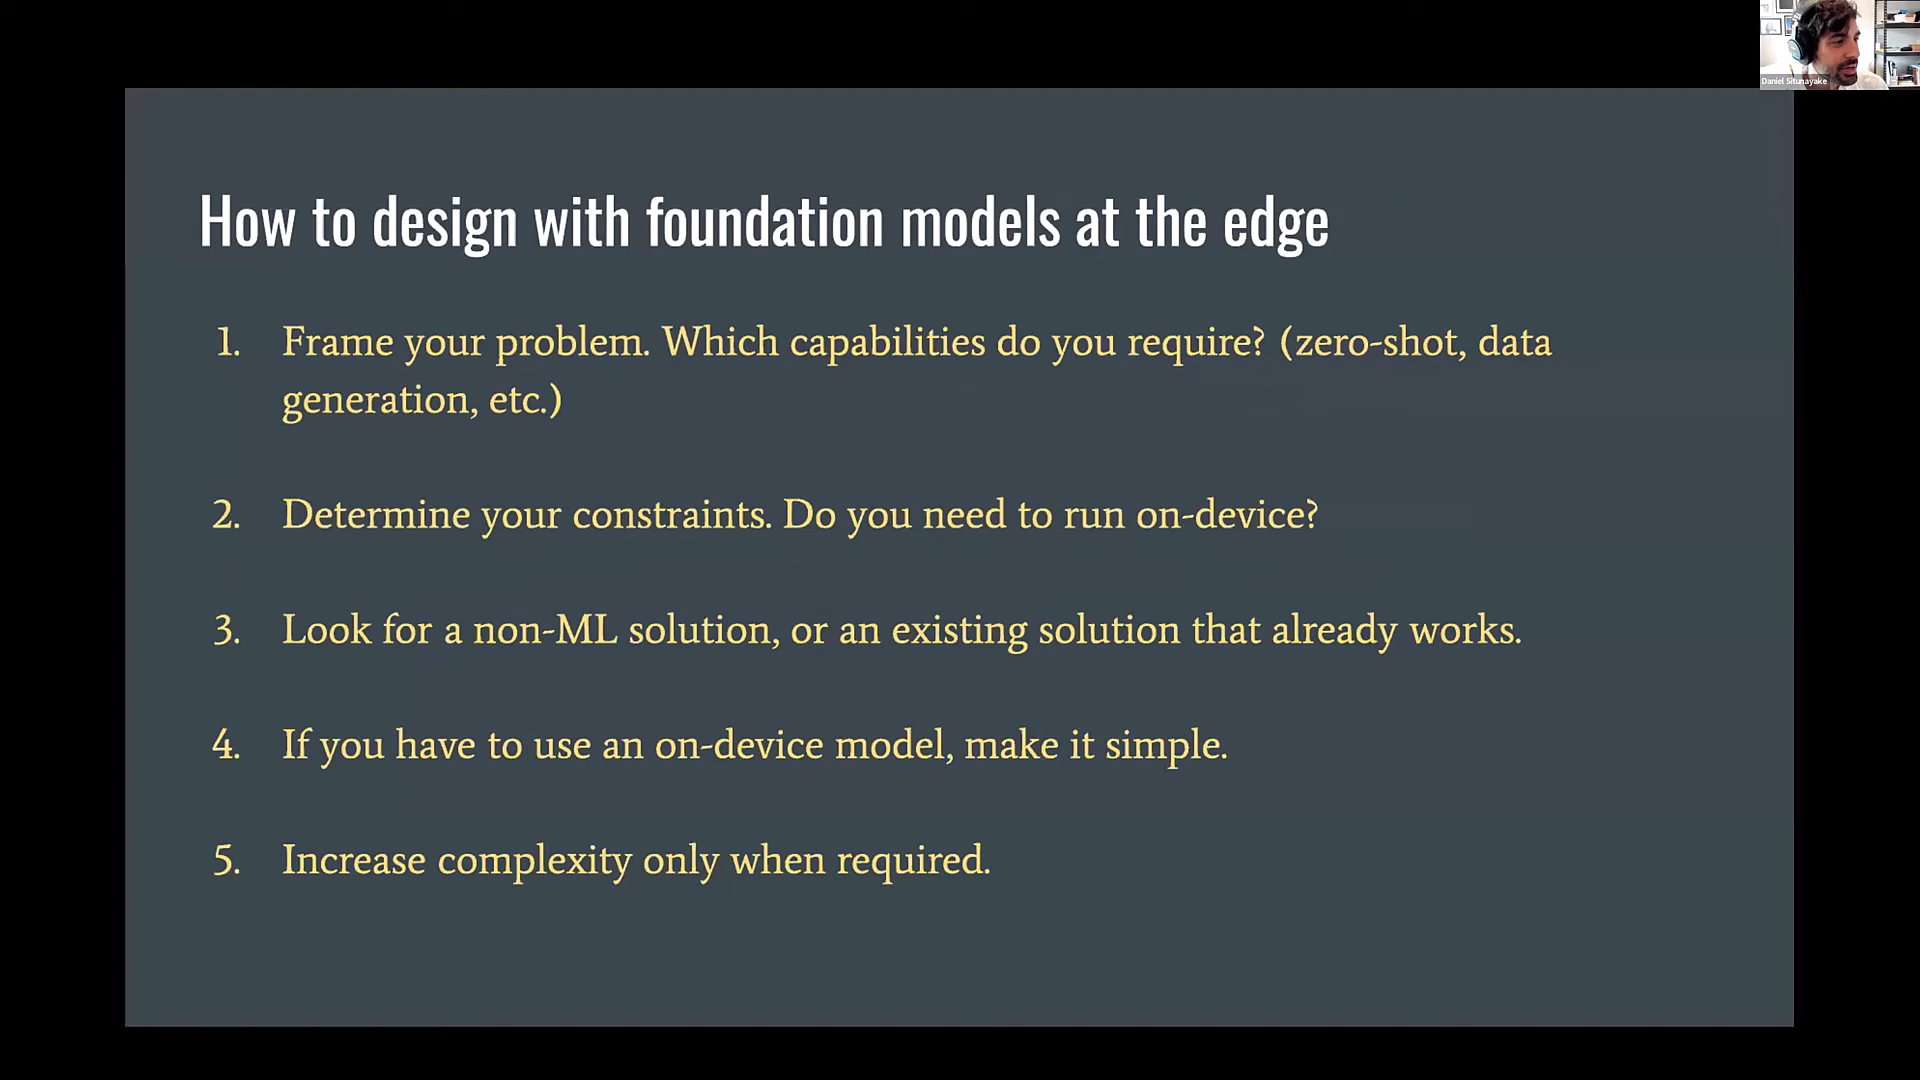 Daniel Situnayake
How to design with foundation models at the edge
1. Frame your problem. Which capabilities do you require? (zero-shot, data
generation, etc.)
2. Determine your constraints. Do you need to run on-device?
3. Look for a non-ML solution, or an existing solution that already works.
4. If you have to use an on-device model, make it simple.
5. Increase complexity only when required.